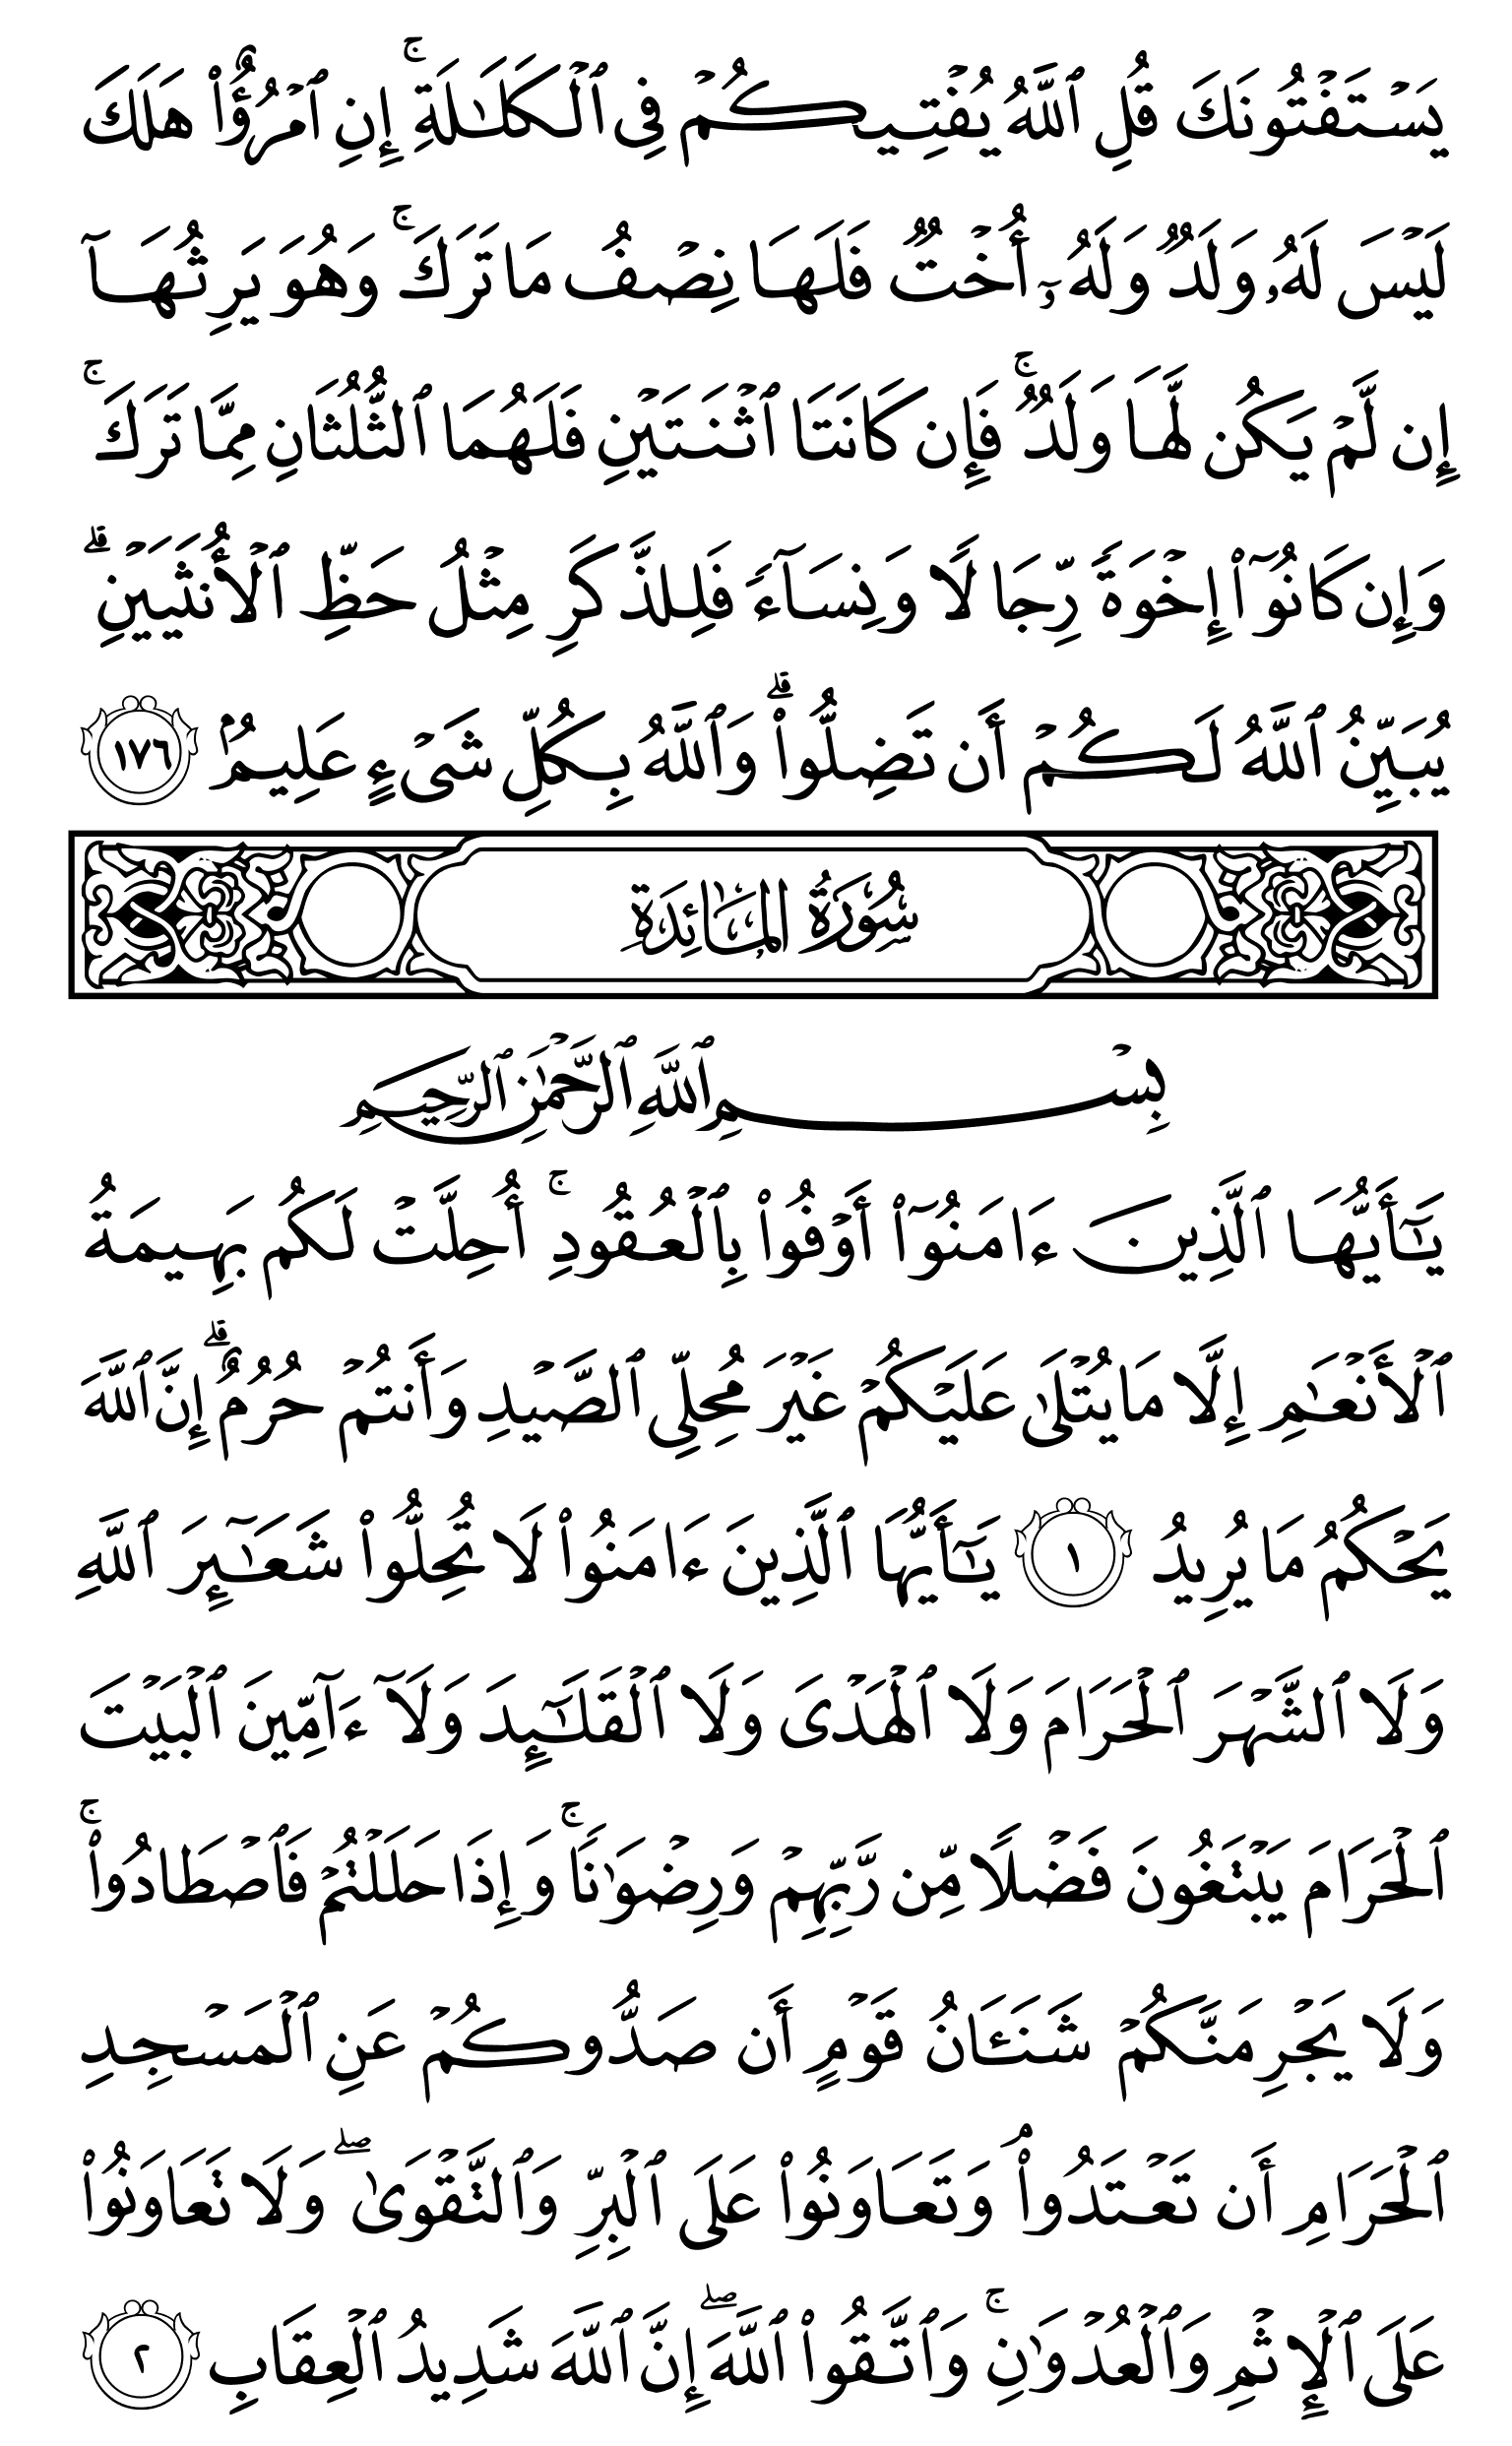 يَسْتَفْتُونَكَ قُلِ ٱللَّهُ يُفْتِيكُمْ فِى ٱلْكَلَٰلَةِ ۚ إِنِ ٱمْرُؤٌا۟ هَلَكَ
لَيْسَ لَهُۥ وَلَدٌ وَلَهُۥٓ أُخْتٌ فَلَهَا نِصْفُ مَا تَرَكَ ۚ وَهُوَ يَرِثُهَآ
إِن لَّمْ يَكُن لَّهَا وَلَدٌ ۚ فَإِن كَانَتَا ٱثْنَتَيْنِ فَلَهُمَا ٱلثُّلُثَانِ مِمَّا تَرَكَ ۚ
وَإِن كَانُوٓا۟ إِخْوَةً رِّجَالًا وَنِسَآءً فَلِلذَّكَرِ مِثْلُ حَظِّ ٱلْأُنثَيَيْنِ ۗ
يُبَيِّنُ ٱللَّهُ لَكُمْ أَن تَضِلُّوا۟ ۗ وَٱللَّهُ بِكُلِّ شَىْءٍ عَلِيمٌۢ ١٧٦
سُورَةُ المَائِدَةِ
بِسْمِ ٱللَّهِ ٱلرَّحْمَٰنِ ٱلرَّحِيمِ
يَٰٓأَيُّهَا ٱلَّذِينَ ءَامَنُوٓا۟ أَوْفُوا۟ بِٱلْعُقُودِ ۚ أُحِلَّتْ لَكُم بَهِيمَةُ
ٱلْأَنْعَٰمِ إِلَّا مَا يُتْلَىٰ عَلَيْكُمْ غَيْرَ مُحِلِّى ٱلصَّيْدِ وَأَنتُمْ حُرُمٌ ۗ إِنَّ ٱللَّهَ
يَحْكُمُ مَا يُرِيدُ ١ يَٰٓأَيُّهَا ٱلَّذِينَ ءَامَنُوا۟ لَا تُحِلُّوا۟ شَعَٰٓئِرَ ٱللَّهِ
وَلَا ٱلشَّهْرَ ٱلْحَرَامَ وَلَا ٱلْهَدْىَ وَلَا ٱلْقَلَٰٓئِدَ وَلَآ ءَآمِّينَ ٱلْبَيْتَ
ٱلْحَرَامَ يَبْتَغُونَ فَضْلًا مِّن رَّبِّهِمْ وَرِضْوَٰنًا ۚ وَإِذَا حَلَلْتُمْ فَٱصْطَادُوا۟ ۚ
وَلَا يَجْرِمَنَّكُمْ شَنَـَٔانُ قَوْمٍ أَن صَدُّوكُمْ عَنِ ٱلْمَسْجِدِ
ٱلْحَرَامِ أَن تَعْتَدُوا۟ ۘ وَتَعَاوَنُوا۟ عَلَى ٱلْبِرِّ وَٱلتَّقْوَىٰ ۖ وَلَا تَعَاوَنُوا۟
عَلَى ٱلْإِثْمِ وَٱلْعُدْوَٰنِ ۚ وَٱتَّقُوا۟ ٱللَّهَ ۖ إِنَّ ٱللَّهَ شَدِيدُ ٱلْعِقَابِ ٢